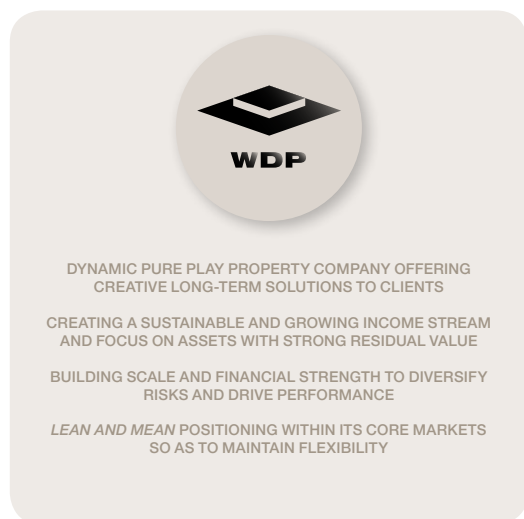 WDP
DYNAMIC PURE PLAY PROPERTY COMPANY OFFERING
CREATIVE LONG-TERM SOLUTIONS TO CLIENTS
CREATING A SUSTAINABLE AND GROWING INCOME STREAM
AND FOCUS ON ASSETS WITH STRONG RESIDUAL VALUE
BUILDING SCALE AND FINANCIAL STRENGTH TO DIVERSIFY
RISKS AND DRIVE PERFORMANCE
LEAN AND MEAN POSITIONING WITHIN ITS CORE MARKETS
SO AS TO MAINTAIN FLEXIBILITY